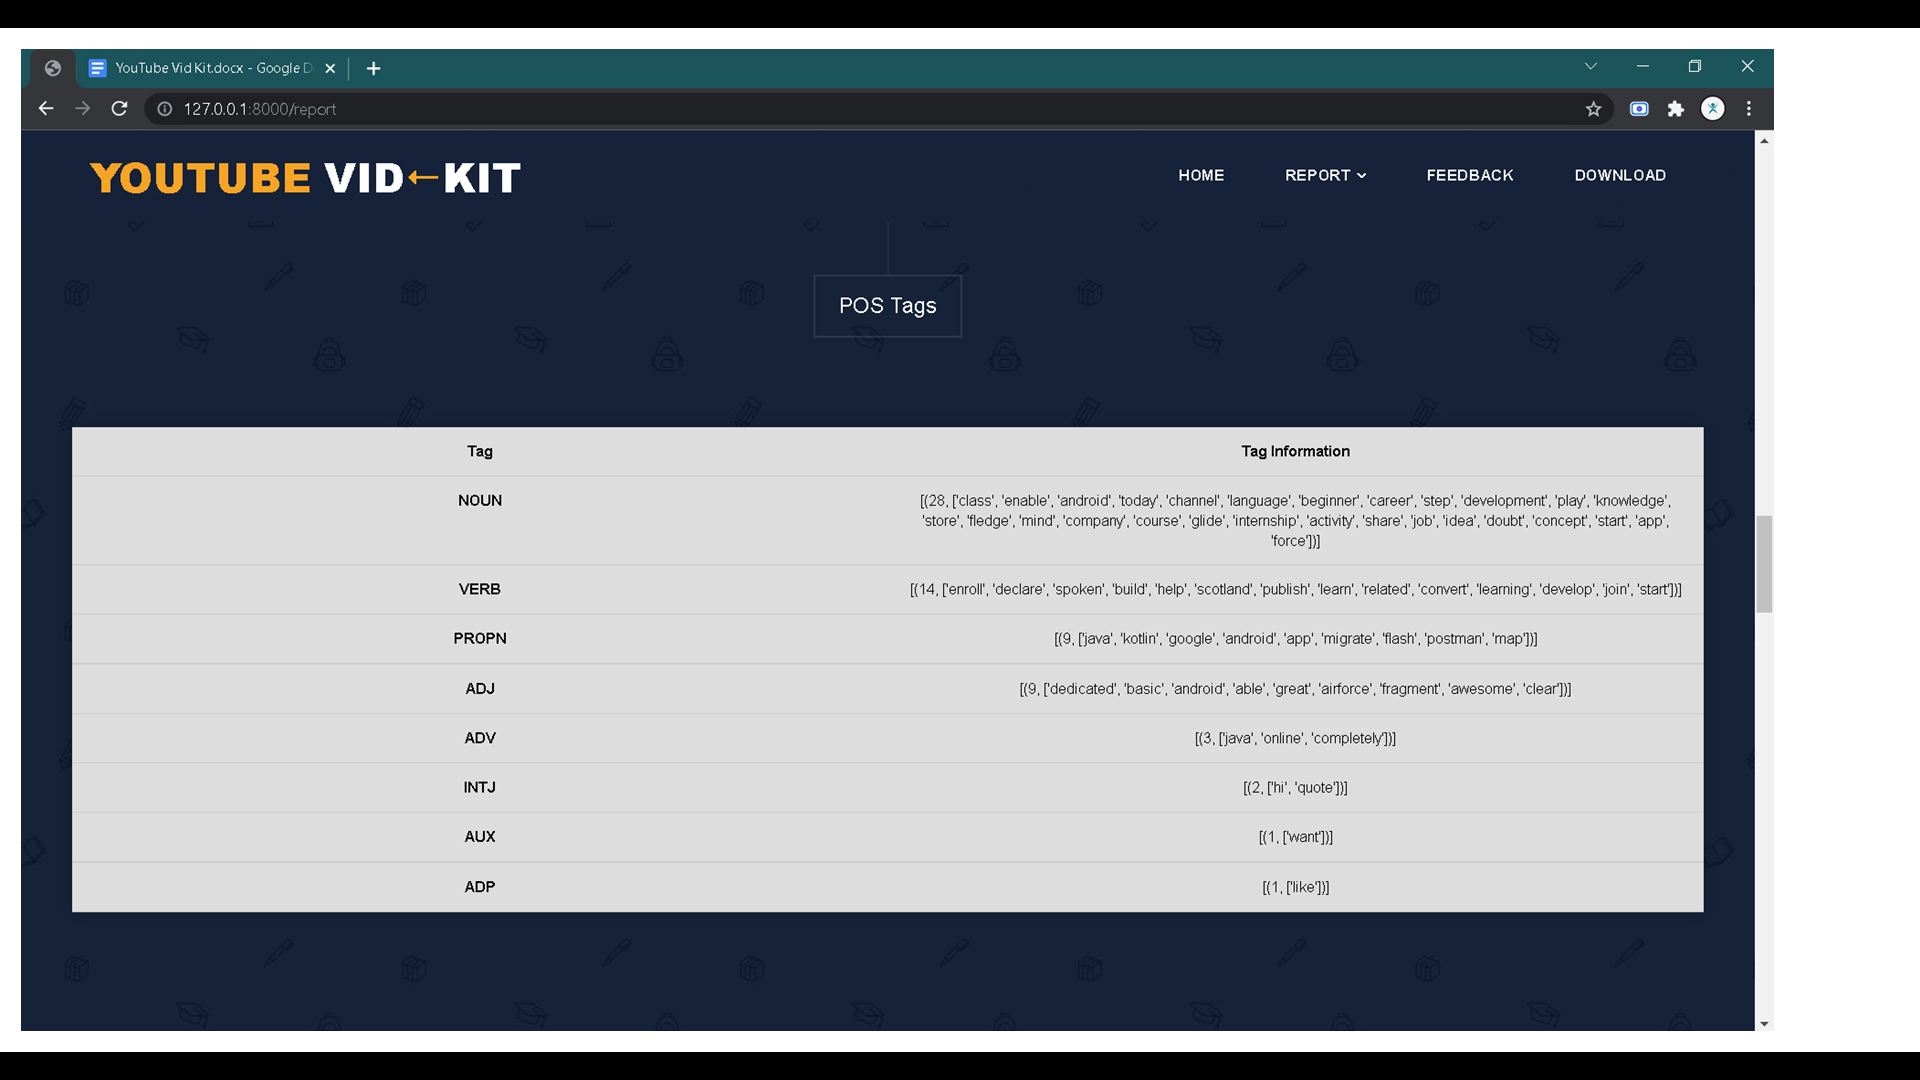 YouTube Vid Kit.docx - Google D
127.0.0.1:8000/report
YOUTUBE VID←KIT
HOME
REPORT
FEEDBACK
DOWNLOAD
POS Tags
Tag
Tag Information
NOUN
[(28, ['class', 'enable', 'android', 'today', 'channel', 'language', 'beginner', 'career', 'step', 'development', 'play', 'knowledge',
'store', 'fledge', 'mind', 'company', 'course', 'glide', 'internship', 'activity', 'share', 'job', 'idea', 'doubt', 'concept', 'start', 'app',
'force'])]
VERB
[(14, ['enroll', 'declare', 'spoken', 'build', 'help', 'scotland', 'publish', 'learn', 'related', 'convert', 'learning', 'develop', 'join', 'start'])]
PROPN
[(9, ['java', 'kotlin', 'google', 'android', 'app', 'migrate', 'flash', 'postman', 'map'])]
ADJ
[(9, ['dedicated', 'basic', 'android', 'able', 'great', 'airforce', 'fragment', 'awesome', 'clear'])]
ADV
[(3, ['java', 'online', 'completely'])]
INTJ
[(2, ['hi', 'quote'])]
AUX
[(1, ['want'])]
ADP
[(1, ['like'])]